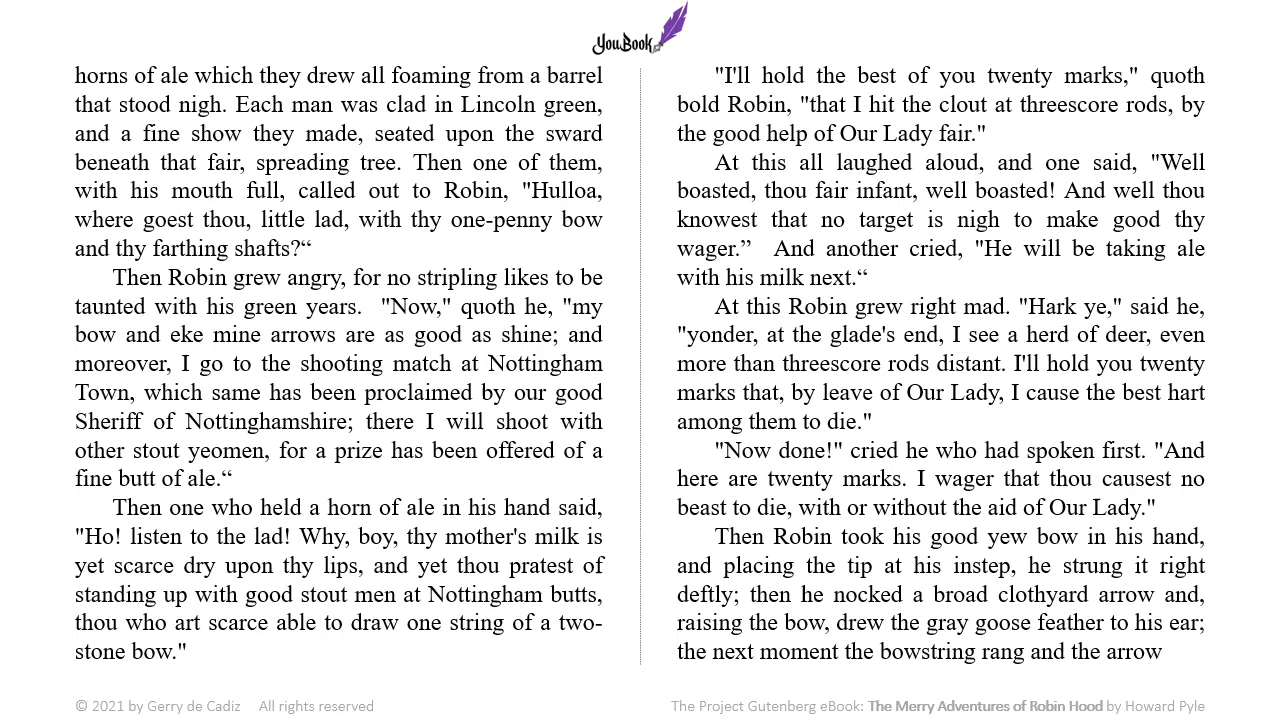 YouBook
horns of ale which they drew all foaming from a barrel
that stood nigh. Each man was clad in Lincoln green,
and a fine show they made, seated upon the sward
beneath that fair, spreading tree. Then one of them,
with his mouth full, called out to Robin, "Hulloa,
where goest thou, little lad, with thy one-penny bow
and thy farthing shafts?“
Then Robin grew angry, for no stripling likes to be
taunted with his green years. "Now," quoth he, "my
bow and eke mine arrows are as good as shine; and
moreover, I go to the shooting match at Nottingham
Town, which same has been proclaimed by our good
Sheriff of Nottinghamshire; there I will shoot with
other stout yeomen, for a prize has been offered of a
fine butt of ale.“
Then one who held a horn of ale in his hand said,
"Ho! listen to the lad! Why, boy, thy mother's milk is
yet scarce dry upon thy lips, and yet thou pratest of
standing up with good stout men at Nottingham butts,
thou who art scarce able to draw one string of a two-
stone bow."
"I'll hold the best of you twenty marks," quoth
bold Robin, "that I hit the clout at threescore rods, by
the good help of Our Lady fair."
At this all laughed aloud, and one said, "Well
boasted, thou fair infant, well boasted! And well thou
knowest that no target is nigh to make good thy
wager.” And another cried, "He will be taking ale
with his milk next.“
At this Robin grew right mad. "Hark ye," said he,
"yonder, at the glade's end, I see a herd of deer, even
more than threescore rods distant. I'll hold you twenty
marks that, by leave of Our Lady, I cause the best hart
among them to die."
"Now done!" cried he who had spoken first. "And
here are twenty marks. I wager that thou causest no
beast to die, with or without the aid of Our Lady."
Then Robin took his good yew bow in his hand,
and placing the tip at his instep, he strung it right
deftly; then he nocked a broad clothyard arrow and,
raising the bow, drew the gray goose feather to his ear;
the next moment the bowstring rang and the arrow
© 2021 by Gerry de Cadiz All rights reserved
The Project Gutenberg eBook: The Merry Adventures of Robin Hood by Howard Pyle